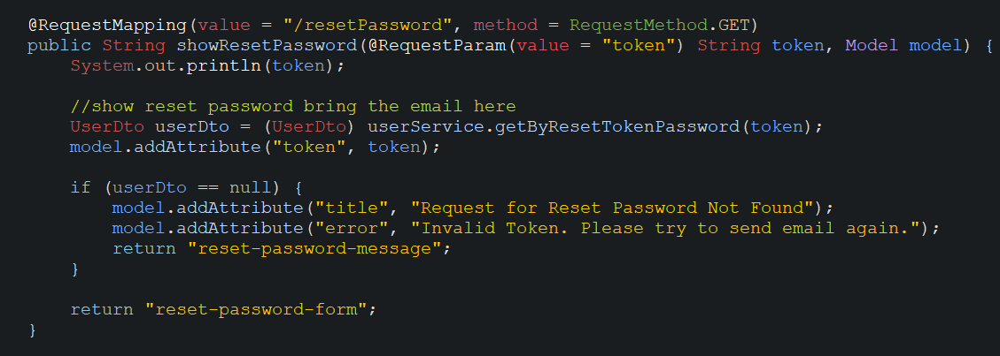 @RequestMapping(value = "/resetPassword", method = RequestMethod.GET)
public String showResetPassword(@RequestParam(value = "token") String token, Model model) {
    System.out.println(token);

    //show reset password bring the email here
    UserDto userDto = (UserDto) userService.getByResetTokenPassword(token);
    model.addAttribute("token", token);

    if (userDto == null) {
        model.addAttribute("title", "Request for Reset Password Not Found");
        model.addAttribute("error", "Invalid Token. Please try to send email again.");
        return "reset-password-message";
    }

    return "reset-password-form";
}